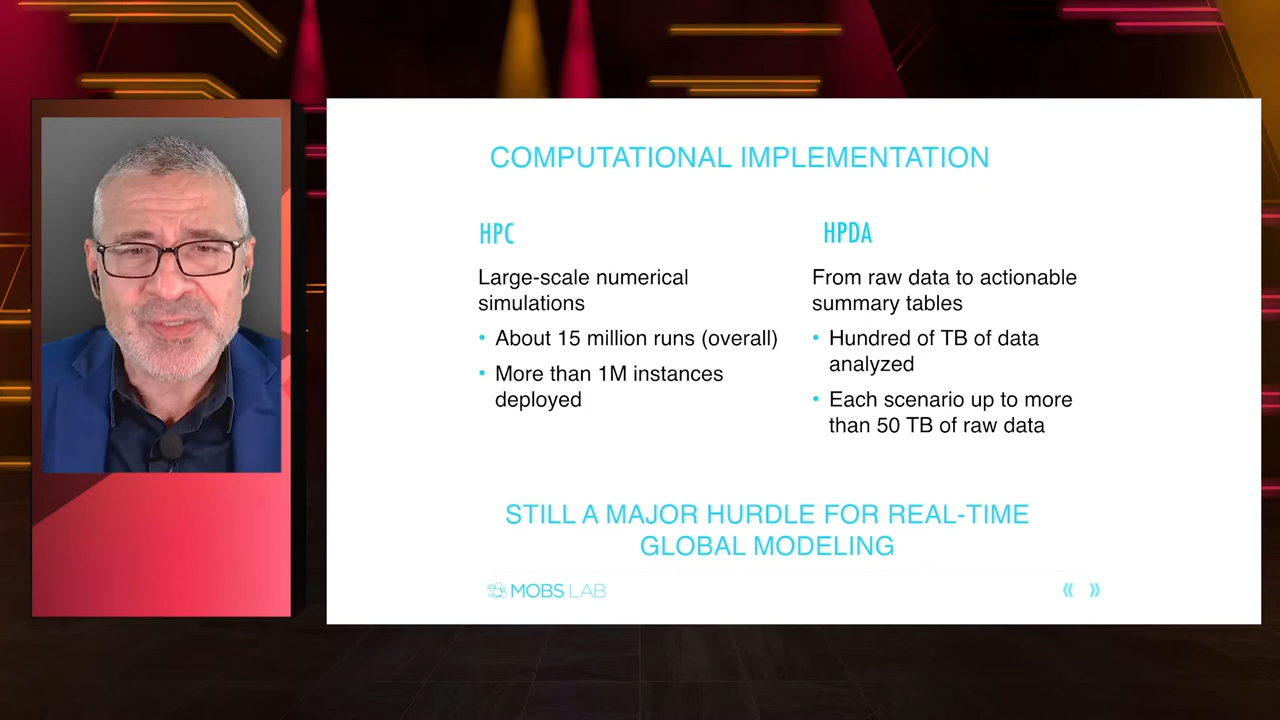 COMPUTATIONAL IMPLEMENTATION
HPC
Large-scale numerical
simulations
• About 15 million runs (overall)
• More than 1M instances
deployed
HPDA
From raw data to actionable
summary tables
• Hundred of TB of data
analyzed
• Each scenario up to more
than 50 TB of raw data
STILL A MAJOR HURDLE FOR REAL-TIME
GLOBAL MODELING
MOBS LAB